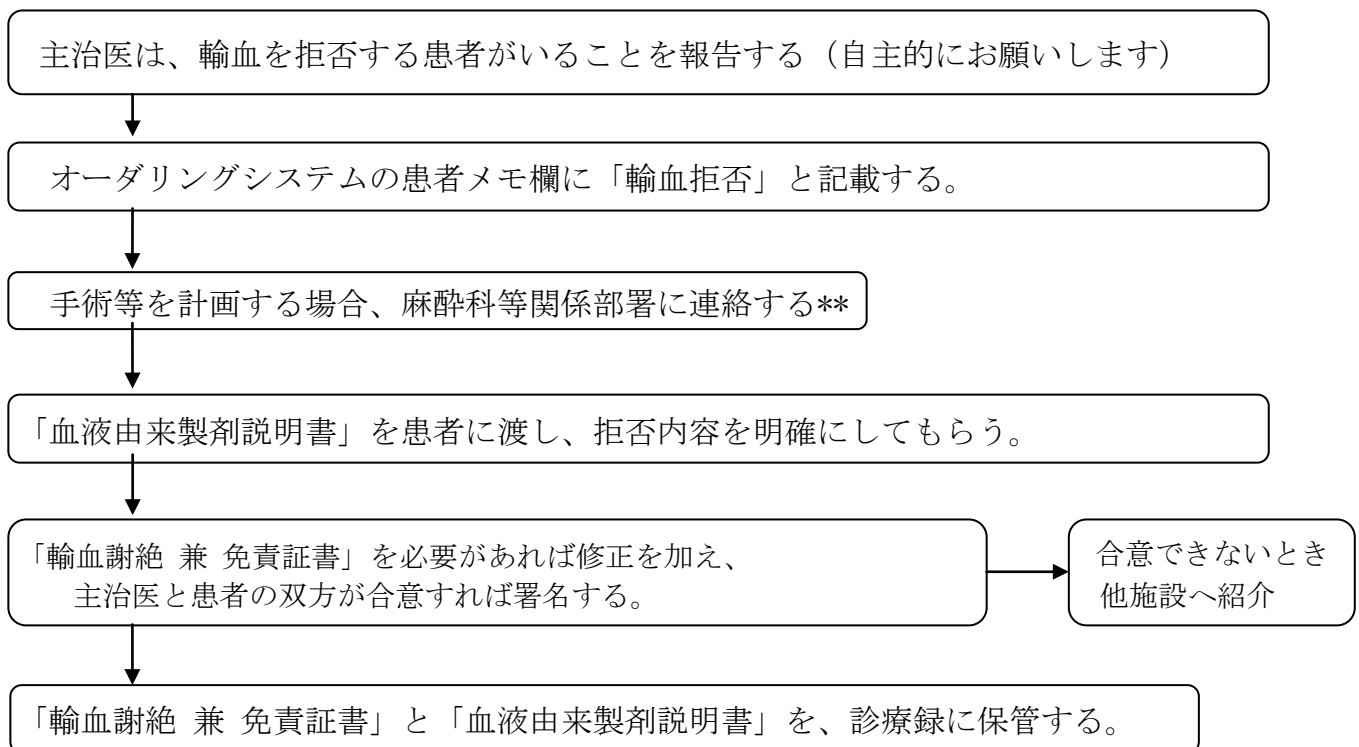 主治医は、輸血を拒否する患者がいることを報告する（自主的にお願いします）
オーダリングシステムの患者メモ欄に「輸血拒否」と記載する。
手術等を計画する場合、麻酔科等関係部署に連絡する**
「血液由来製剤説明書」を患者に渡し、拒否内容を明確にしてもらう。
「輸血謝絶 兼 免責証書」を必要があれば修正を加え、
主治医と患者の双方が合意すれば署名する。
合意できないとき
他施設へ紹介
「輸血謝絶 兼 免責証書」と「血液由来製剤説明書」を、診療録に保管する。